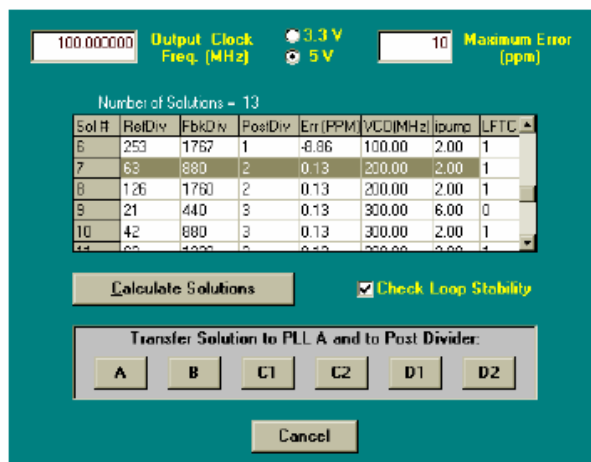 100.000000 Output Clock Freq. (MHz) 3.3 V 5 V 10 Maximum Error (ppm)
Number of Solutions = 13
Sol # RefDiv FbkDiv PostDiv Err(PPM) VCO(MHz) ipump LFTC
6 253 1767 1 -8.86 100.00 2.00 1
7 63 880 2 0.13 200.00 2.00 1
8 126 1760 2 0.13 200.00 2.00 1
9 21 440 3 0.13 300.00 6.00 0
10 42 880 3 0.13 300.00 2.00 1
Calculate Solutions Check Loop Stability
Transfer Solution to PLL A and to Post Divider:
A B C1 C2 D1 D2
Cancel